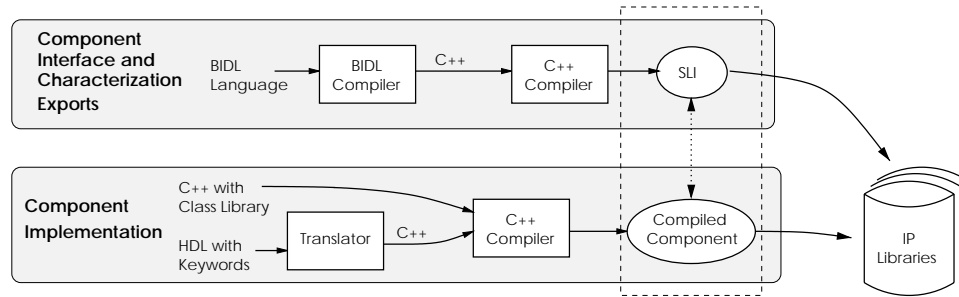 Component
Interface and
Characterization
Exports
BIDL
Language
BIDL
Compiler
C++
C++
Compiler
SLI
Component
Implementation
C++ with
Class Library
HDL with
Keywords
Translator
C++
C++
Compiler
Compiled
Component
IP
Libraries